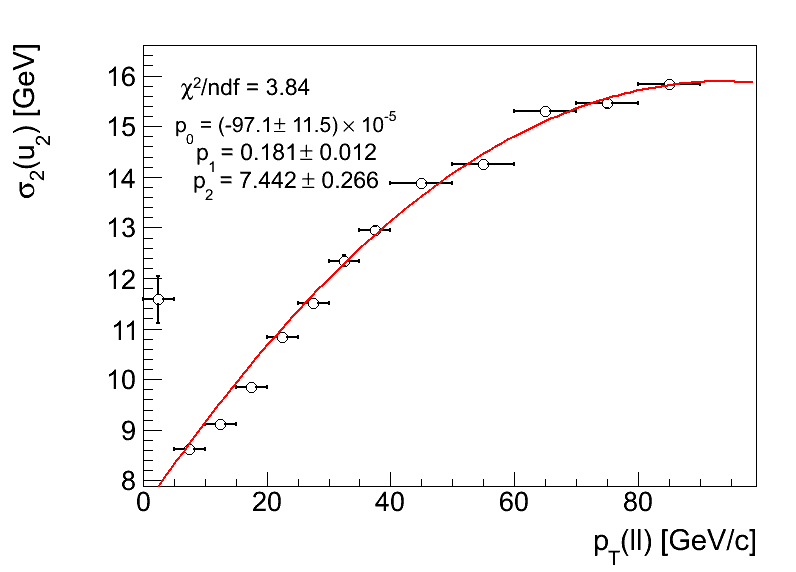 σ₂(u₂) [GeV]
16
15
14
13
12
11
10
9
8
χ²/ndf = 3.84
p₀ = (-97.1± 11.5) × 10⁻⁵
p₁ = 0.181± 0.012
p₂ = 7.442 ± 0.266
0 20 40 60 80
p_T(ll) [GeV/c]